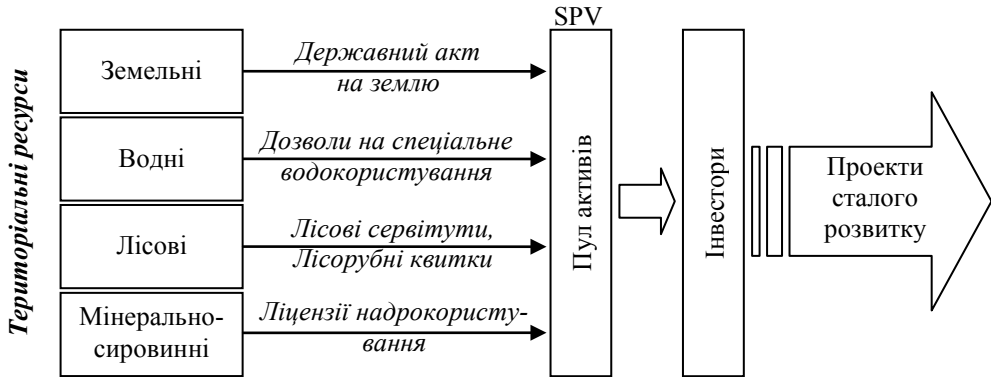 Територіальні ресурси
Земельні
Державний акт
на землю
Водні
Дозволи на спеціальне
водокористування
Лісові
Лісові сервітути,
Лісорубні квитки
Мінерально-
сировинні
Ліцензії надрокористу-
вання
SPV
Пул активів
Інвестори
Проекти
сталого
розвитку